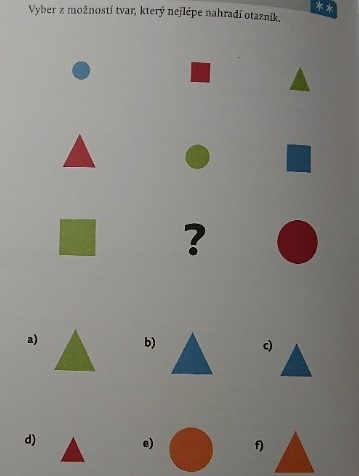 Vyber z možností tvar, který nejlépe nahradí otazník.
**
?
a) b) c)
d) e) f)